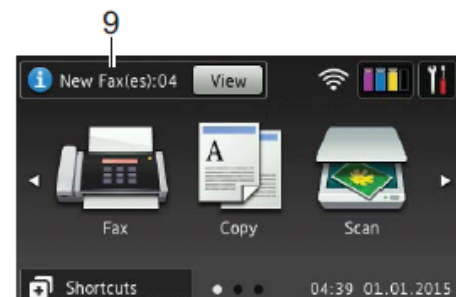 9
New Fax(es):04 View
A
Fax Copy Scan
Shortcuts 04:39 01.01.2015